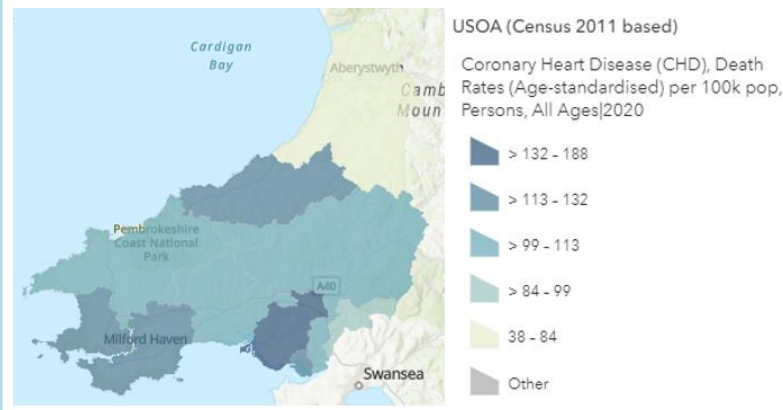 Cardigan
Bay
Aberystwyth
Camb
Moun
Pembrokeshire
Coast National
Park
A40
Milford Haven
Swansea
USOA (Census 2011 based)
Coronary Heart Disease (CHD), Death
Rates (Age-standardised) per 100k pop,
Persons, All Ages|2020
> 132 - 188
> 113 - 132
> 99 - 113
> 84 - 99
38 - 84
Other